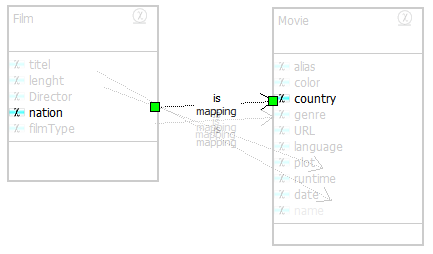 Film
titel
lenght
Director
nation
filmType
is
mapping
mapping
mapping
mapping
Movie
alias
color
country
genre
URL
language
plot
runtime
date
name